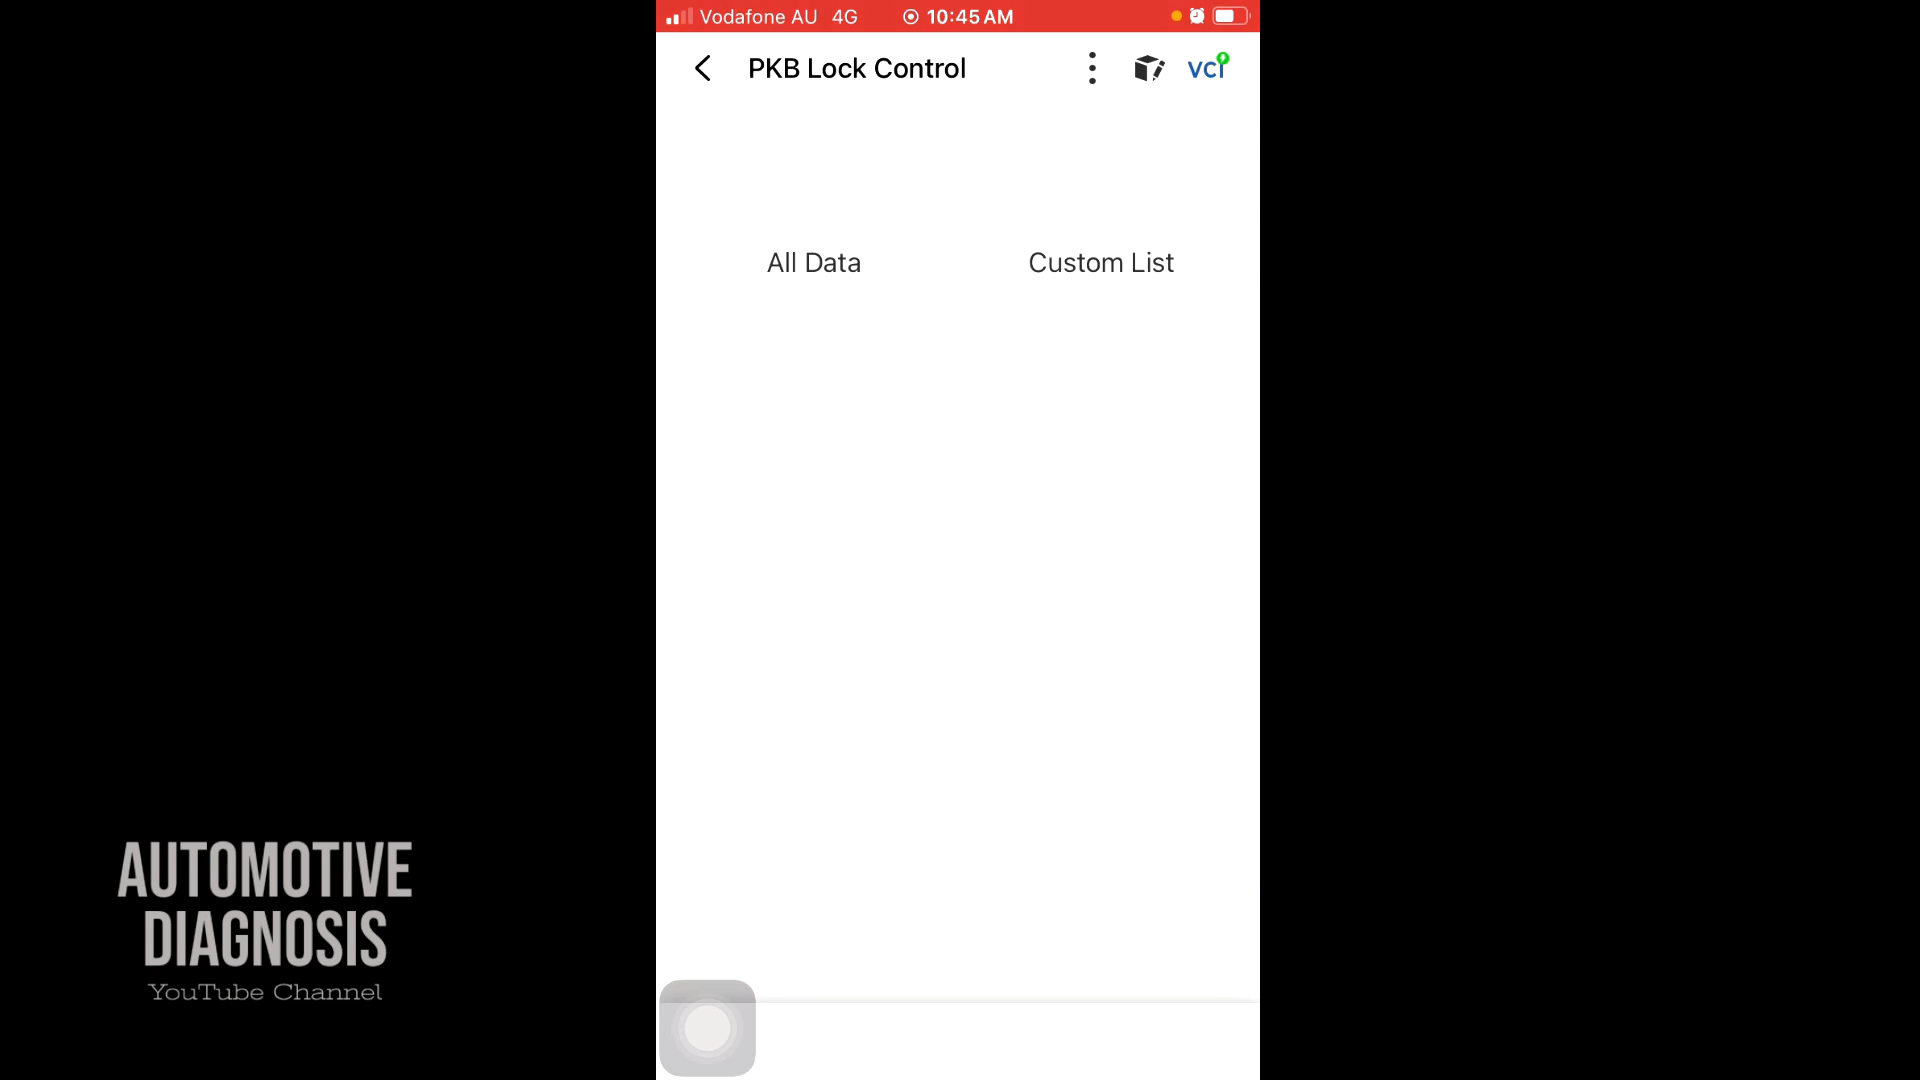 Vodafone AU 4G 10:45 AM
PKB Lock Control
VCI
All Data Custom List
AUTOMOTIVE
DIAGNOSIS
YouTube Channel